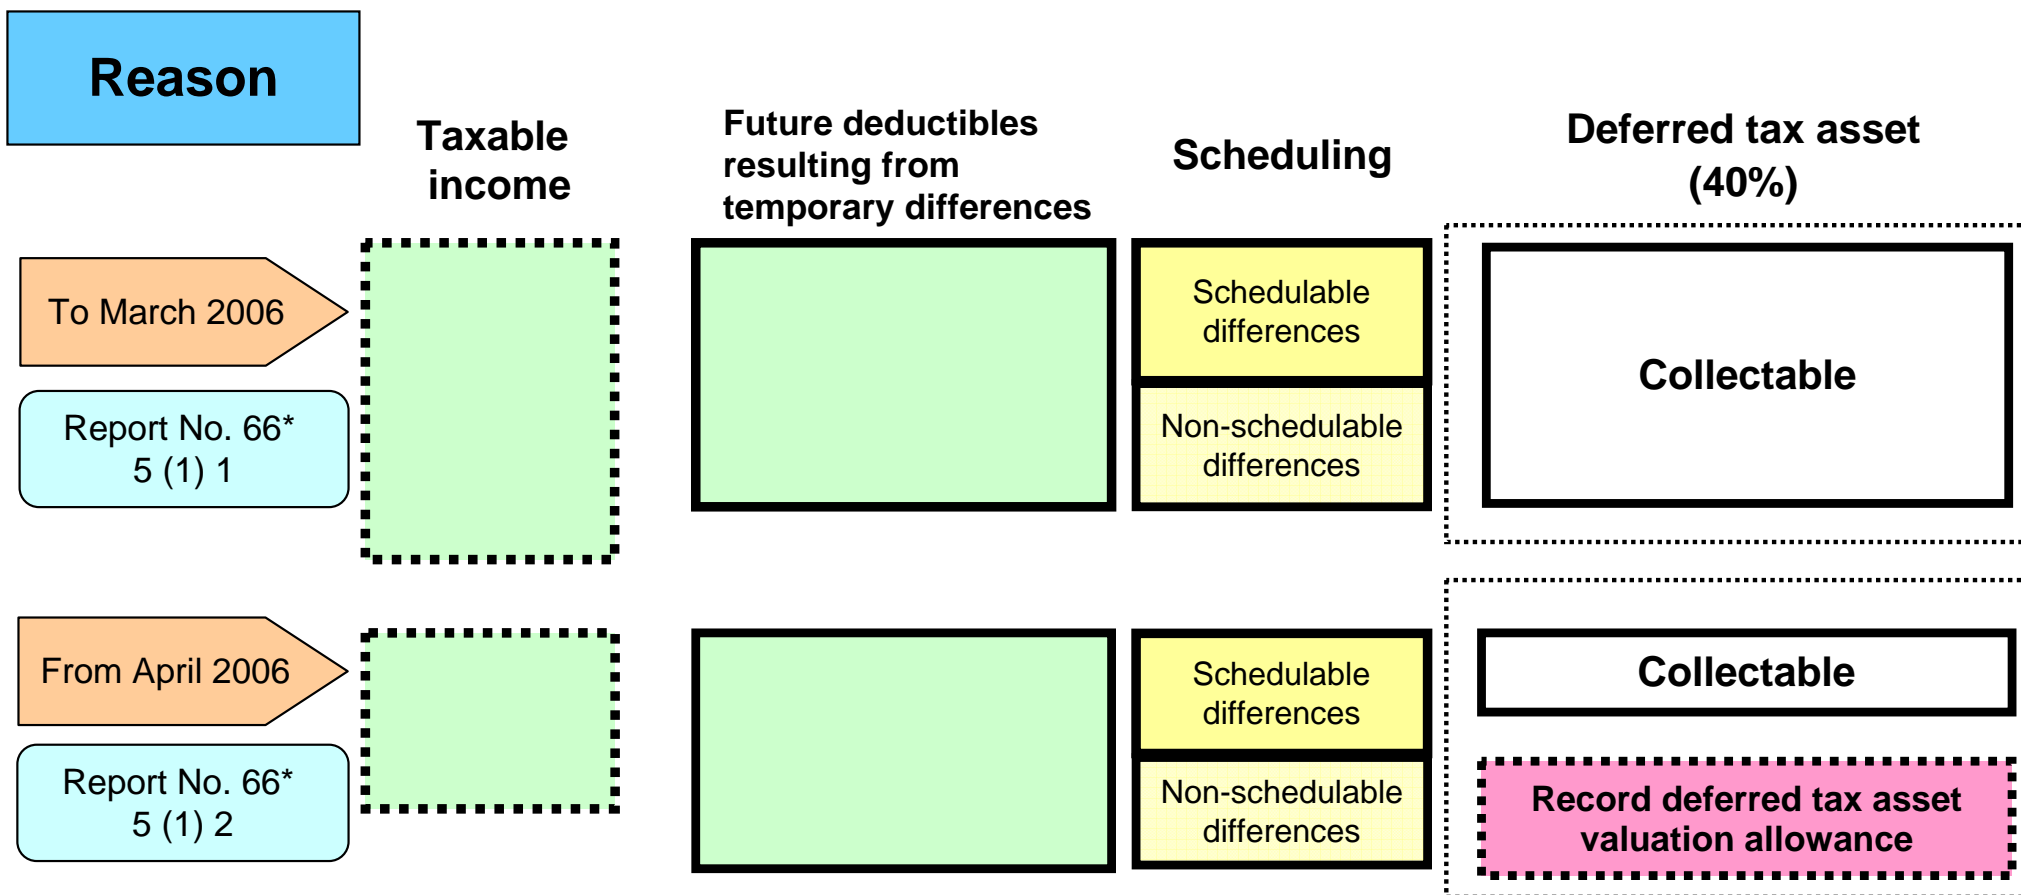 Reason
Taxable
income
Future deductibles
resulting from
temporary differences
Scheduling
Deferred tax asset
(40%)
To March 2006
Report No. 66*
5 (1) 1
Schedulable
differences
Non-schedulable
differences
Collectable
From April 2006
Report No. 66*
5 (1) 2
Schedulable
differences
Non-schedulable
differences
Collectable
Record deferred tax asset
valuation allowance